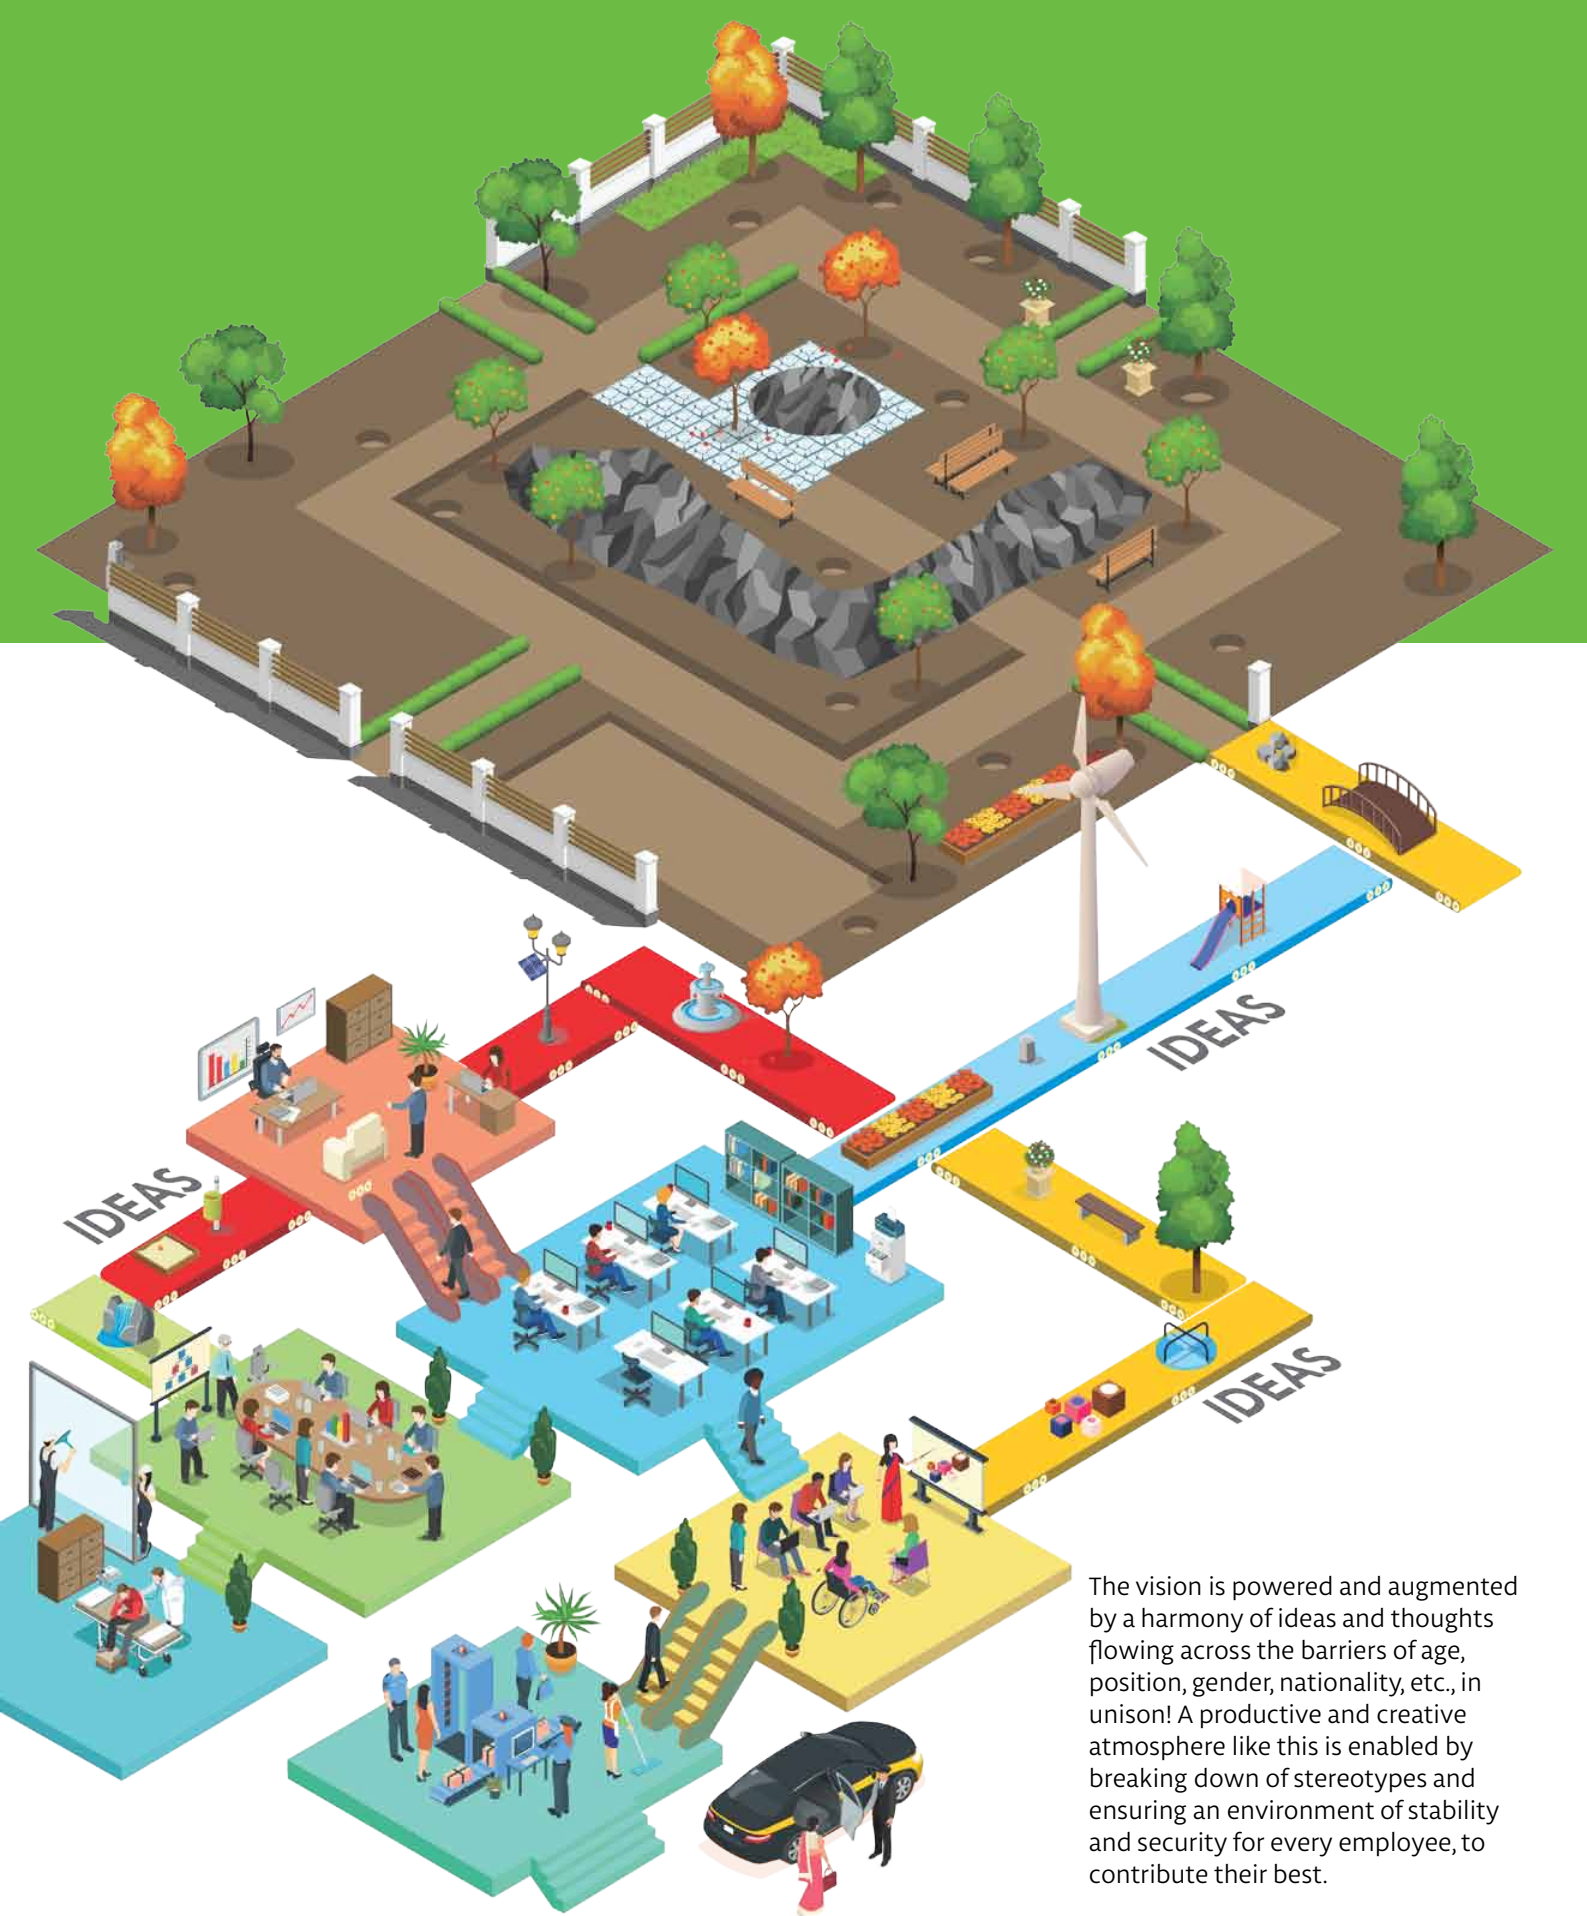 IDEAS
IDEAS
IDEAS
The vision is powered and augmented
by a harmony of ideas and thoughts
flowing across the barriers of age,
position, gender, nationality, etc., in
unison! A productive and creative
atmosphere like this is enabled by
breaking down of stereotypes and
ensuring an environment of stability
and security for every employee, to
contribute their best.